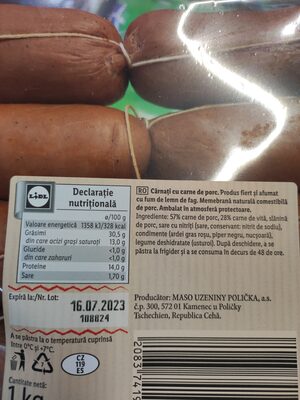 LIDL
Declarație
nutrițională
ø/100 g
Valoare energetică 1358 kJ/328 kcal
Grăsimi 30,5 g
din care acizi grași saturați 13,0 g
Glucide <1,0 g
din care zaharuri <1,0 g
Proteine 14,0 g
Sare 1,70 g
RO Cârnați cu carne de porc. Produs fiert și afumat
cu fum de lemn de fag. Memebrană naturală comestibilă
de porc. Ambalat în atmosferă protectoare.
Ingrediente: 57% carne de porc, 28% carne de vită, slănină
de porc, sare cu nitriți (sare, conservant: nitrit de sodiu),
condimente (ardei gras roșu, piper negru, nucșoară),
legume deshidratate (usturoi). După deschidere, a se
păstra la frigider și a se consuma în decurs de 48 de ore.
Expiră la:/Nr. Lot:
16.07.2023
108624
Producător: MASO UZENINY POLIČKA, a.s.
č.p. 300, 572 01 Kamenec u Poličky
Tschechien, Republica Cehă.
A se păstra la o temperatură cuprinsă
între 0°C și +7°C
CZ
119
ES
Cantitate netă:
1 kg